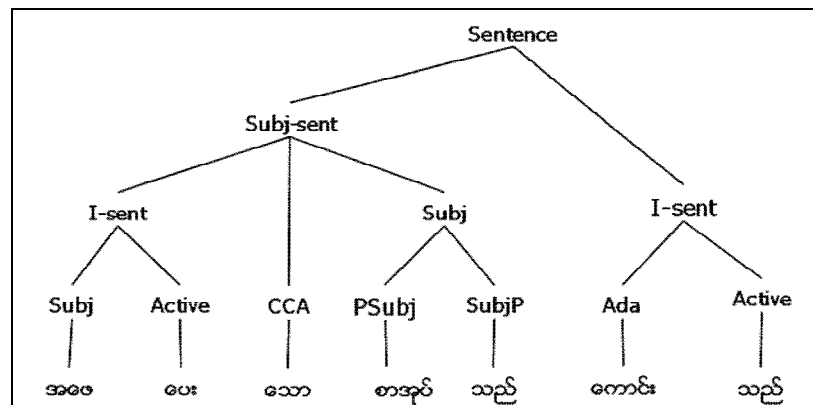 Sentence
Subj-sent
I-sent Subj I-sent
Subj Active CCA PSubj SubjP Ada Active
အဖေ ပေး သော စာအုပ် သည် ကောင်း သည်